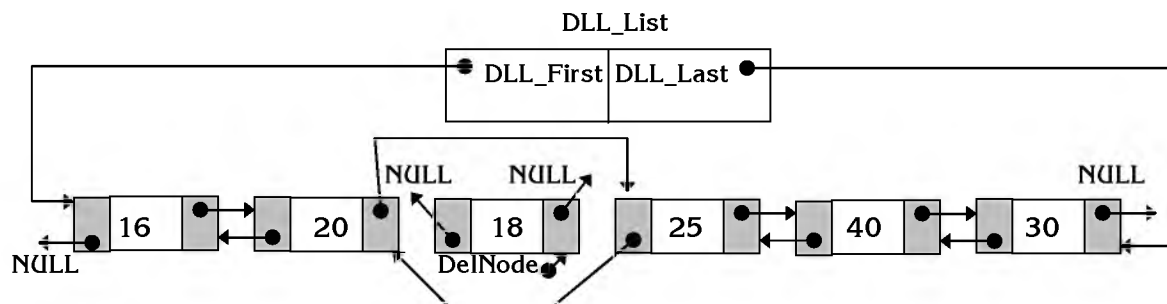 DLL_List
DLL_First DLL_Last
NULL NULL NULL
16 20 18 25 40 30
NULL DelNode